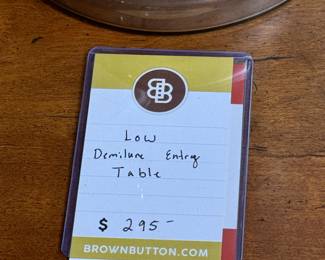 BB
Low
Demilune Entry
Table
$ 295-
BROWNBUTTON.COM